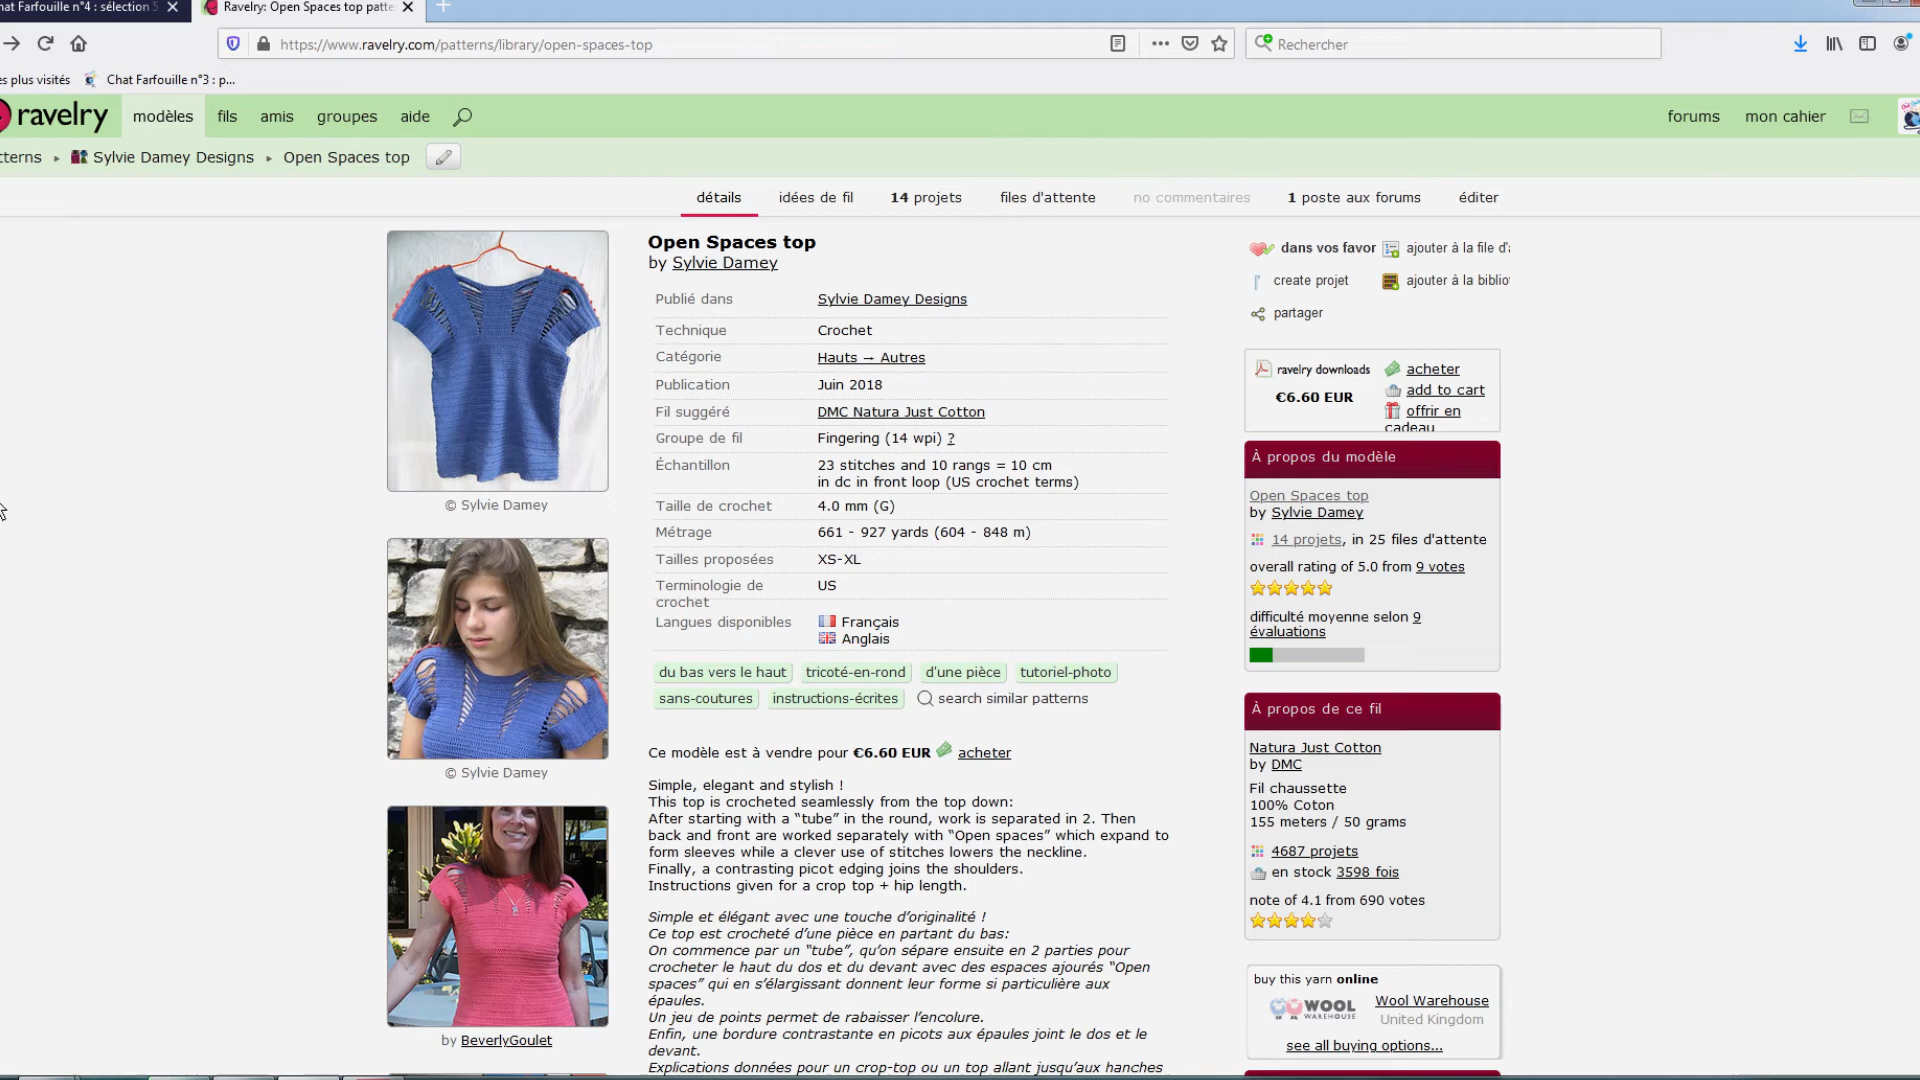 hat Farfouille n°4 : sélection 5
Ravelry: Open Spaces top patte
https://www.ravelry.com/patterns/library/open-spaces-top
Rechercher
es plus visités
Chat Farfouille n°3 : p...
ravelry
modèles
fils
amis
groupes
aide
forums
mon cahier
tterns ▸ Sylvie Damey Designs ▸ Open Spaces top
détails
idées de fil
14 projets
files d'attente
no commentaires
1 poste aux forums
éditer
© Sylvie Damey
© Sylvie Damey
by BeverlyGoulet
Open Spaces top
by Sylvie Damey
Publié dans Sylvie Damey Designs
Technique Crochet
Catégorie Hauts → Autres
Publication Juin 2018
Fil suggéré DMC Natura Just Cotton
Groupe de fil Fingering (14 wpi) ?
Échantillon 23 stitches and 10 rangs = 10 cm
in dc in front loop (US crochet terms)
Taille de crochet 4.0 mm (G)
Métrage 661 - 927 yards (604 - 848 m)
Tailles proposées XS-XL
Terminologie de US
crochet
Langues disponibles Français
Anglais
du bas vers le haut tricoté-en-rond d'une pièce tutoriel-photo
sans-coutures instructions-écrites search similar patterns
Ce modèle est à vendre pour €6.60 EUR acheter
Simple, elegant and stylish !
This top is crocheted seamlessly from the top down:
After starting with a “tube” in the round, work is separated in 2. Then
back and front are worked separately with “Open spaces” which expand to
form sleeves while a clever use of stitches lowers the neckline.
Finally, a contrasting picot edging joins the shoulders.
Instructions given for a crop top + hip length.
Simple et élégant avec une touche d’originalité !
Ce top est crocheté d’une pièce en partant du bas:
On commence par un “tube”, qu’on sépare ensuite en 2 parties pour
crocheter le haut du dos et du devant avec des espaces ajourés “Open
spaces” qui en s’élargissant donnent leur forme si particulière aux
épaules.
Un jeu de points permet de rabaisser l’encolure.
Enfin, une bordure contrastante en picots aux épaules joint le dos et le
devant.
Explications données pour un crop-top ou un top allant jusqu’aux hanches
dans vos favor
ajouter à la file d'a
create projet
ajouter à la biblio
partager
ravelry downloads
€6.60 EUR
acheter
add to cart
offrir en
cadeau
À propos du modèle
Open Spaces top
by Sylvie Damey
14 projets, in 25 files d'attente
overall rating of 5.0 from 9 votes
difficulté moyenne selon 9
évaluations
À propos de ce fil
Natura Just Cotton
by DMC
Fil chaussette
100% Coton
155 meters / 50 grams
4687 projets
en stock 3598 fois
note of 4.1 from 690 votes
buy this yarn online
WOOL
WAREHOUSE
Wool Warehouse
United Kingdom
see all buying options...